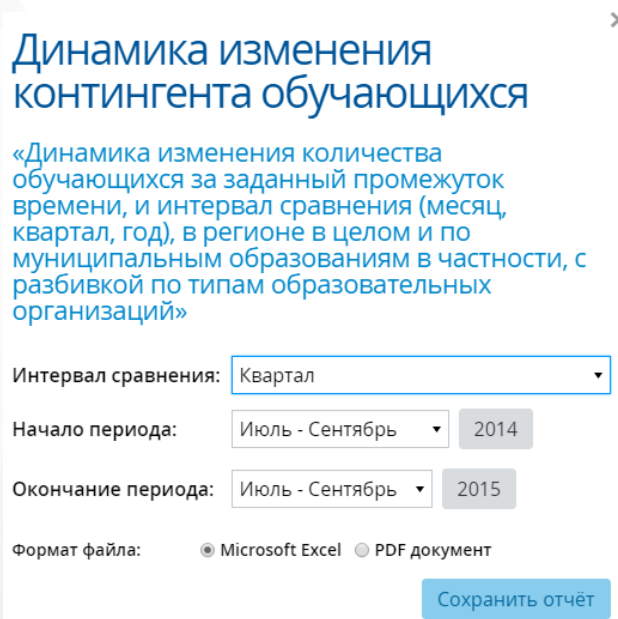 Динамика изменения
контингента обучающихся
«Динамика изменения количества
обучающихся за заданный промежуток
времени, и интервал сравнения (месяц,
квартал, год), в регионе в целом и по
муниципальным образованиям в частности, с
разбивкой по типам образовательных
организаций»
Интервал сравнения: Квартал
Начало периода: Июль - Сентябрь 2014
Окончание периода: Июль - Сентябрь 2015
Формат файла: Microsoft Excel PDF документ
Сохранить отчёт